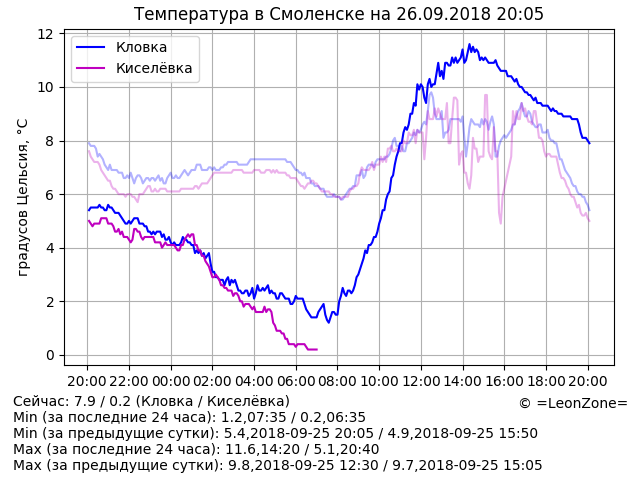 Температура в Смоленске на 26.09.2018 20:05
градусов Цельсия, °C
12
10
8
6
4
2
0
Кловка
Киселёвка
20:00 22:00 00:00 02:00 04:00 06:00 08:00 10:00 12:00 14:00 16:00 18:00 20:00
Сейчас: 7.9 / 0.2 (Кловка / Киселёвка)
© =LeonZone=
Min (за последние 24 часа): 1.2,07:35 / 0.2,06:35
Min (за предыдущие сутки): 5.4,2018-09-25 20:05 / 4.9,2018-09-25 15:50
Max (за последние 24 часа): 11.6,14:20 / 5.1,20:40
Max (за предыдущие сутки): 9.8,2018-09-25 12:30 / 9.7,2018-09-25 15:05